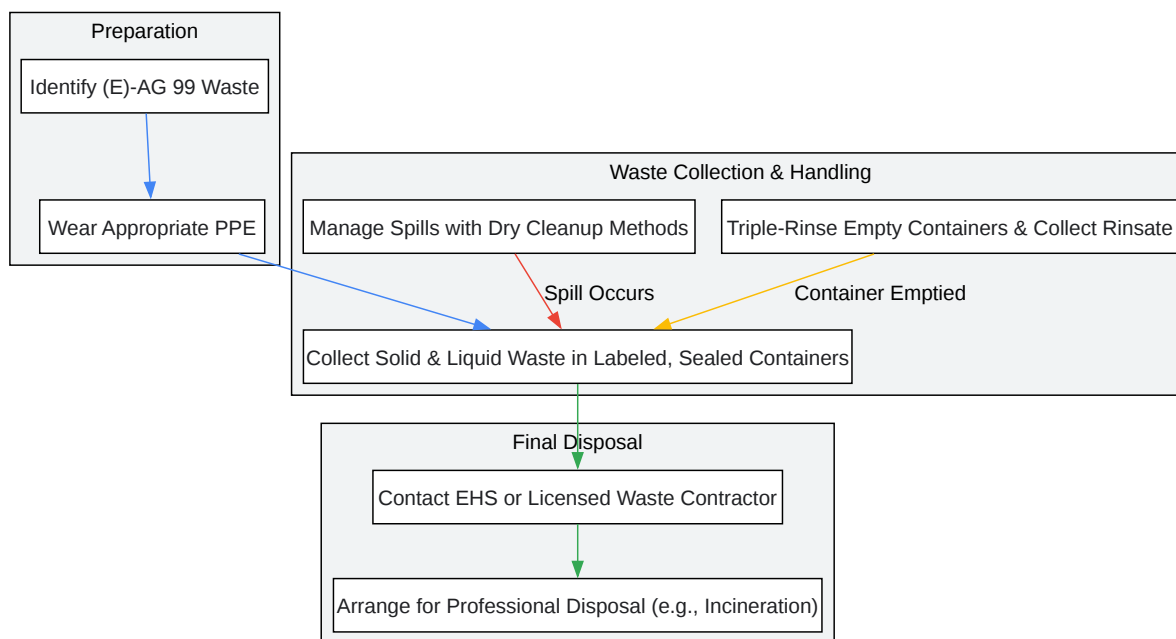 Preparation
Identify (E)-AG 99 Waste
Wear Appropriate PPE
Waste Collection & Handling
Manage Spills with Dry Cleanup Methods
Triple-Rinse Empty Containers & Collect Rinsate
Spill Occurs
Container Emptied
Collect Solid & Liquid Waste in Labeled, Sealed Containers
Final Disposal
Contact EHS or Licensed Waste Contractor
Arrange for Professional Disposal (e.g., Incineration)